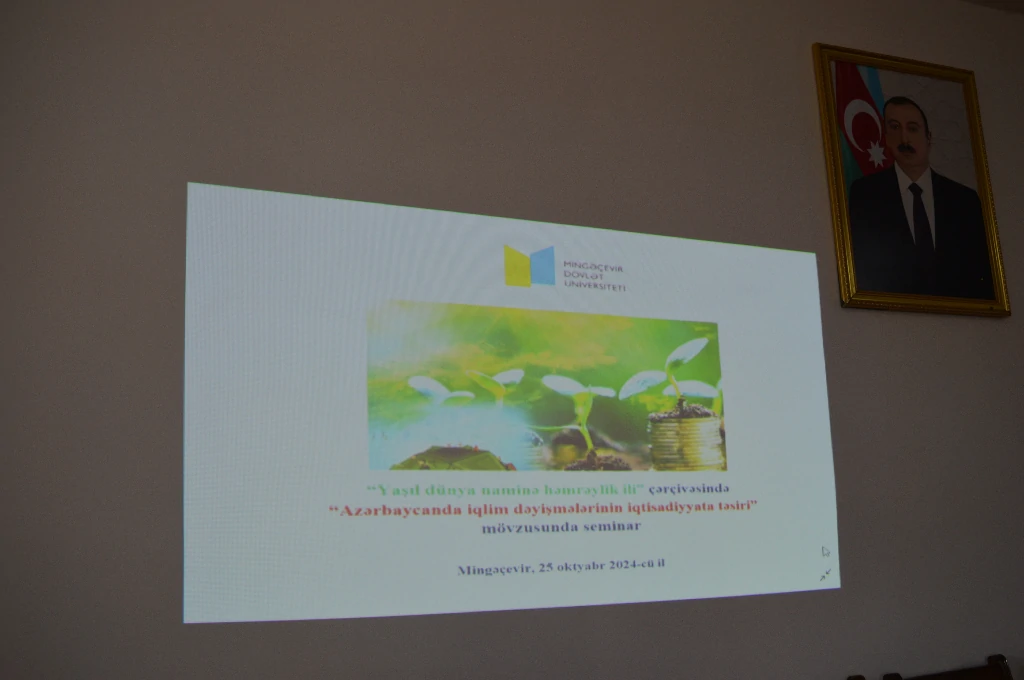 MİNGƏÇEVİR
DÖVLƏT
UNİVERSİTETİ
“Yaşıl dünya naminə həmrəylik ili” çərçivəsində
“Azərbaycanda iqlim dəyişmələrinin iqtisadiyyata təsiri”
mövzusunda seminar
Mingəçevir, 25 oktyabr 2024-cü il